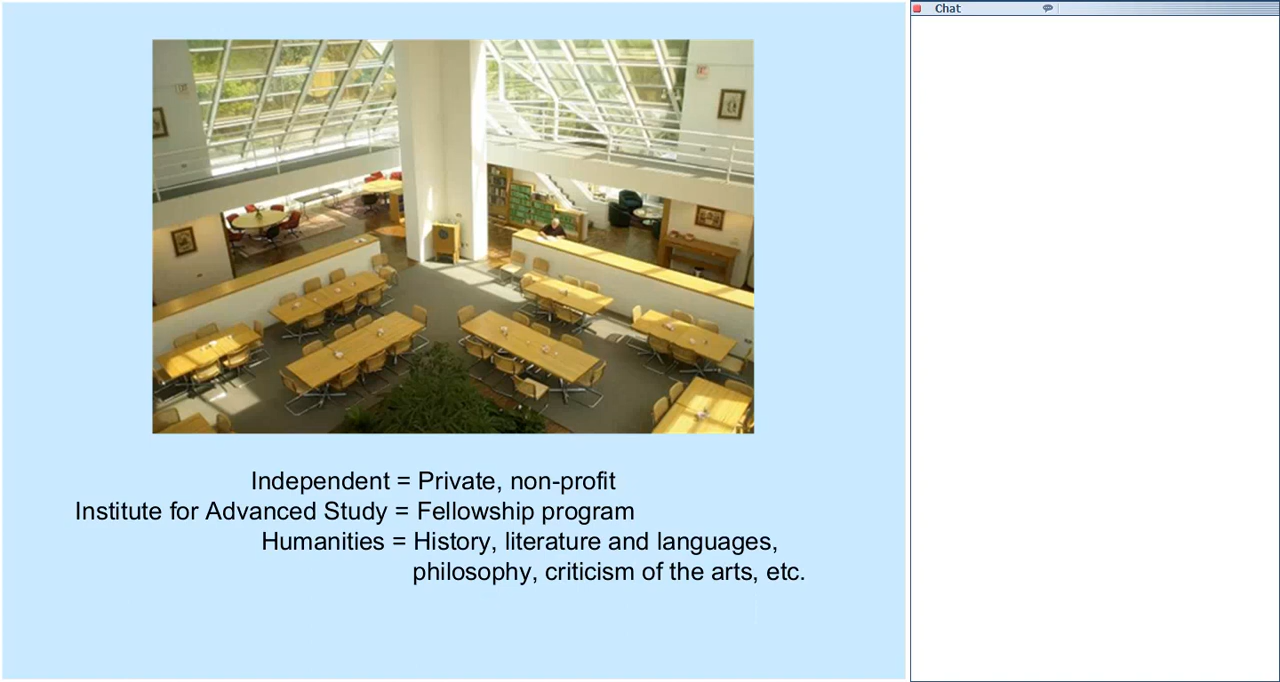 Chat
Independent = Private, non-profit
Institute for Advanced Study = Fellowship program
Humanities = History, literature and languages,
philosophy, criticism of the arts, etc.